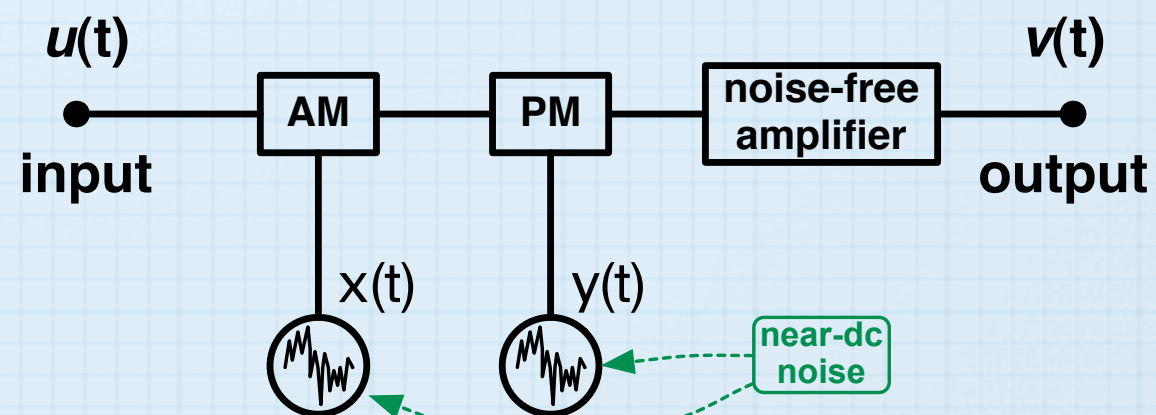 u(t)
v(t)
AM
PM
noise-free
amplifier
input
output
x(t)
y(t)
near-dc
noise